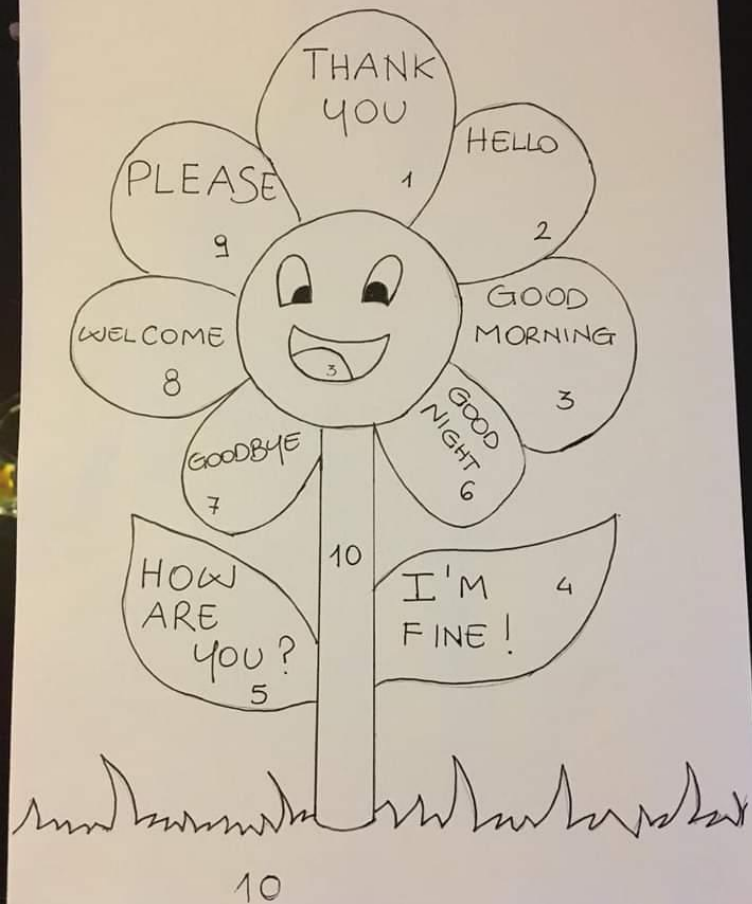 THANK
YOU
1
HELLO
2
PLEASE
9
GOOD
MORNING
3
WELCOME
8
3
GOOD
NIGHT
6
GOODBYE
7
10
HOW
ARE
YOU?
5
I'M
FINE!
4
10